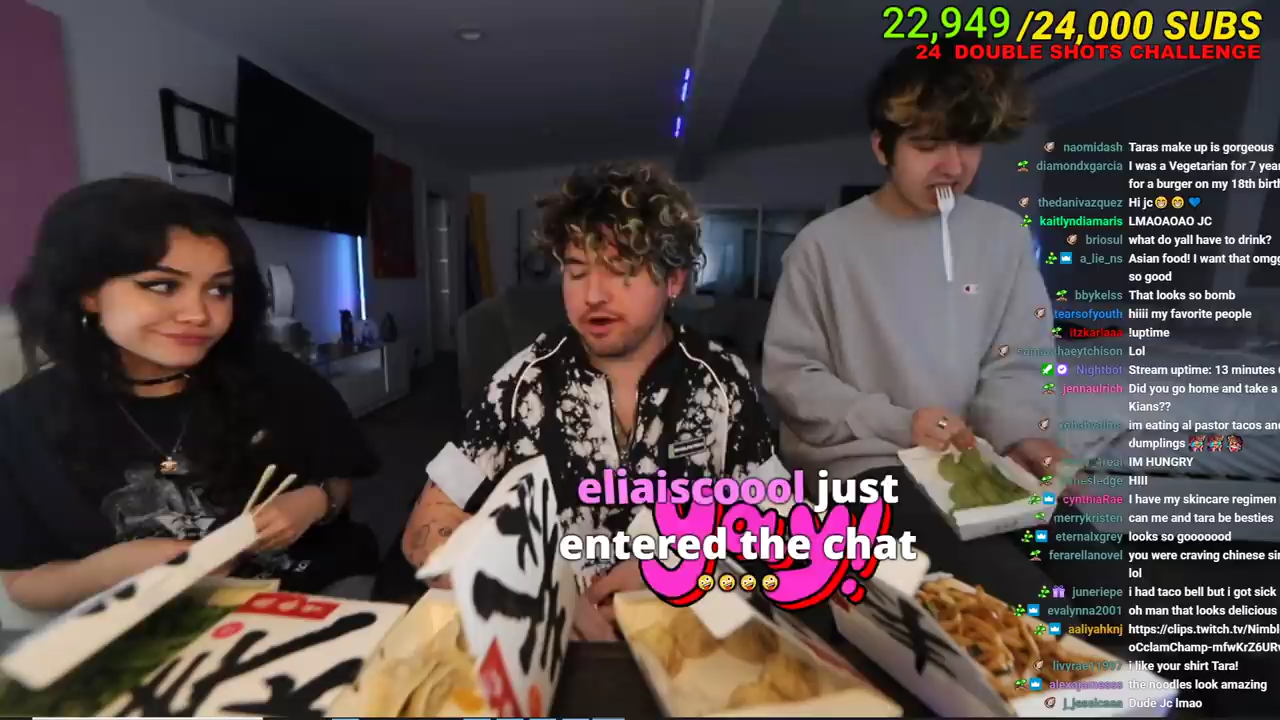 22,949 /24,000 SUBS
24 DOUBLE SHOTS CHALLENGE
naomidash Taras make up is gorgeous
diamondxgarcia I was a Vegetarian for 7 yea
for a burger on my 18th birt
thedanivazquez Hi jc😁 😁 💙
kaitlyndiamaris LMAOAOAO JC
briosul what do yall have to drink?
a_lie_ns Asian food! I want that omg
so good
bbykelss That looks so bomb
tearsofyouth hiiii my favorite people
itzkarlaaa !uptime
Lol
Nightbot Stream uptime: 13 minutes
jennaulrich Did you go home and take a
Kians??
im eating al pastor tacos an
dumplings
IM HUNGRY
HIII
cynthiaRae I have my skincare regimen
merrykristen can me and tara be besties
eternalxgrey looks so gooooood
ferarellanovel you were craving chinese sin
lol
juneriepe i had taco bell but i got sick
evalynna2001 oh man that looks delicious
aaliyahknj https://clips.twitch.tv/Nimbl
i like your shirt Tara!
the noodles look amazing
Dude Jc lmao
eliaiscoool just
entered the chat
🤪 🤪 🤪 🤪
yay!